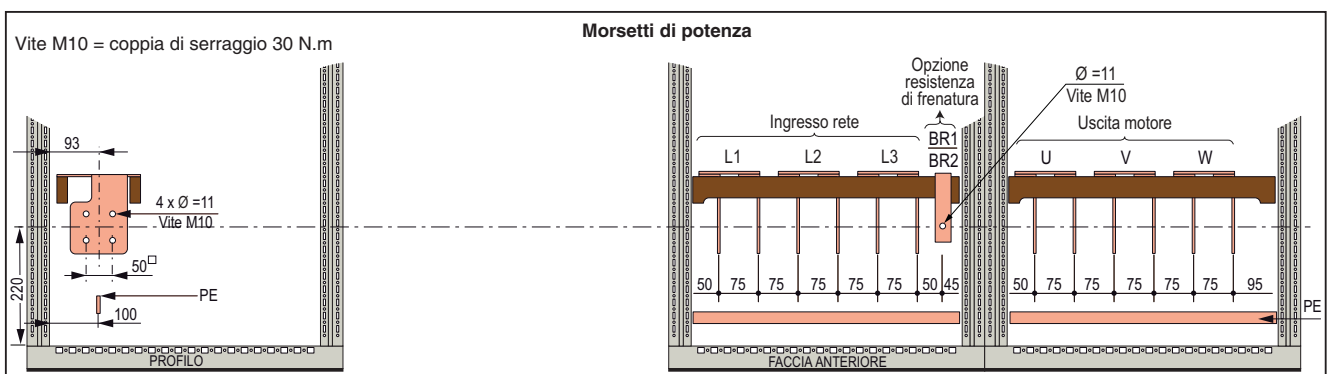 Morsetti di potenza
Vite M10 = coppia di serraggio 30 N.m
Opzione
resistenza
di frenatura
Ø =11
Vite M10
Ingresso rete
BR1
BR2
Uscita motore
L1 L2 L3
U V W
93
4 x Ø =11
Vite M10
50□
220
PE
100
50 75 75 75 75 75 50 45
50 75 75 75 75 75 95
PE
PROFILO
FACCIA ANTERIORE